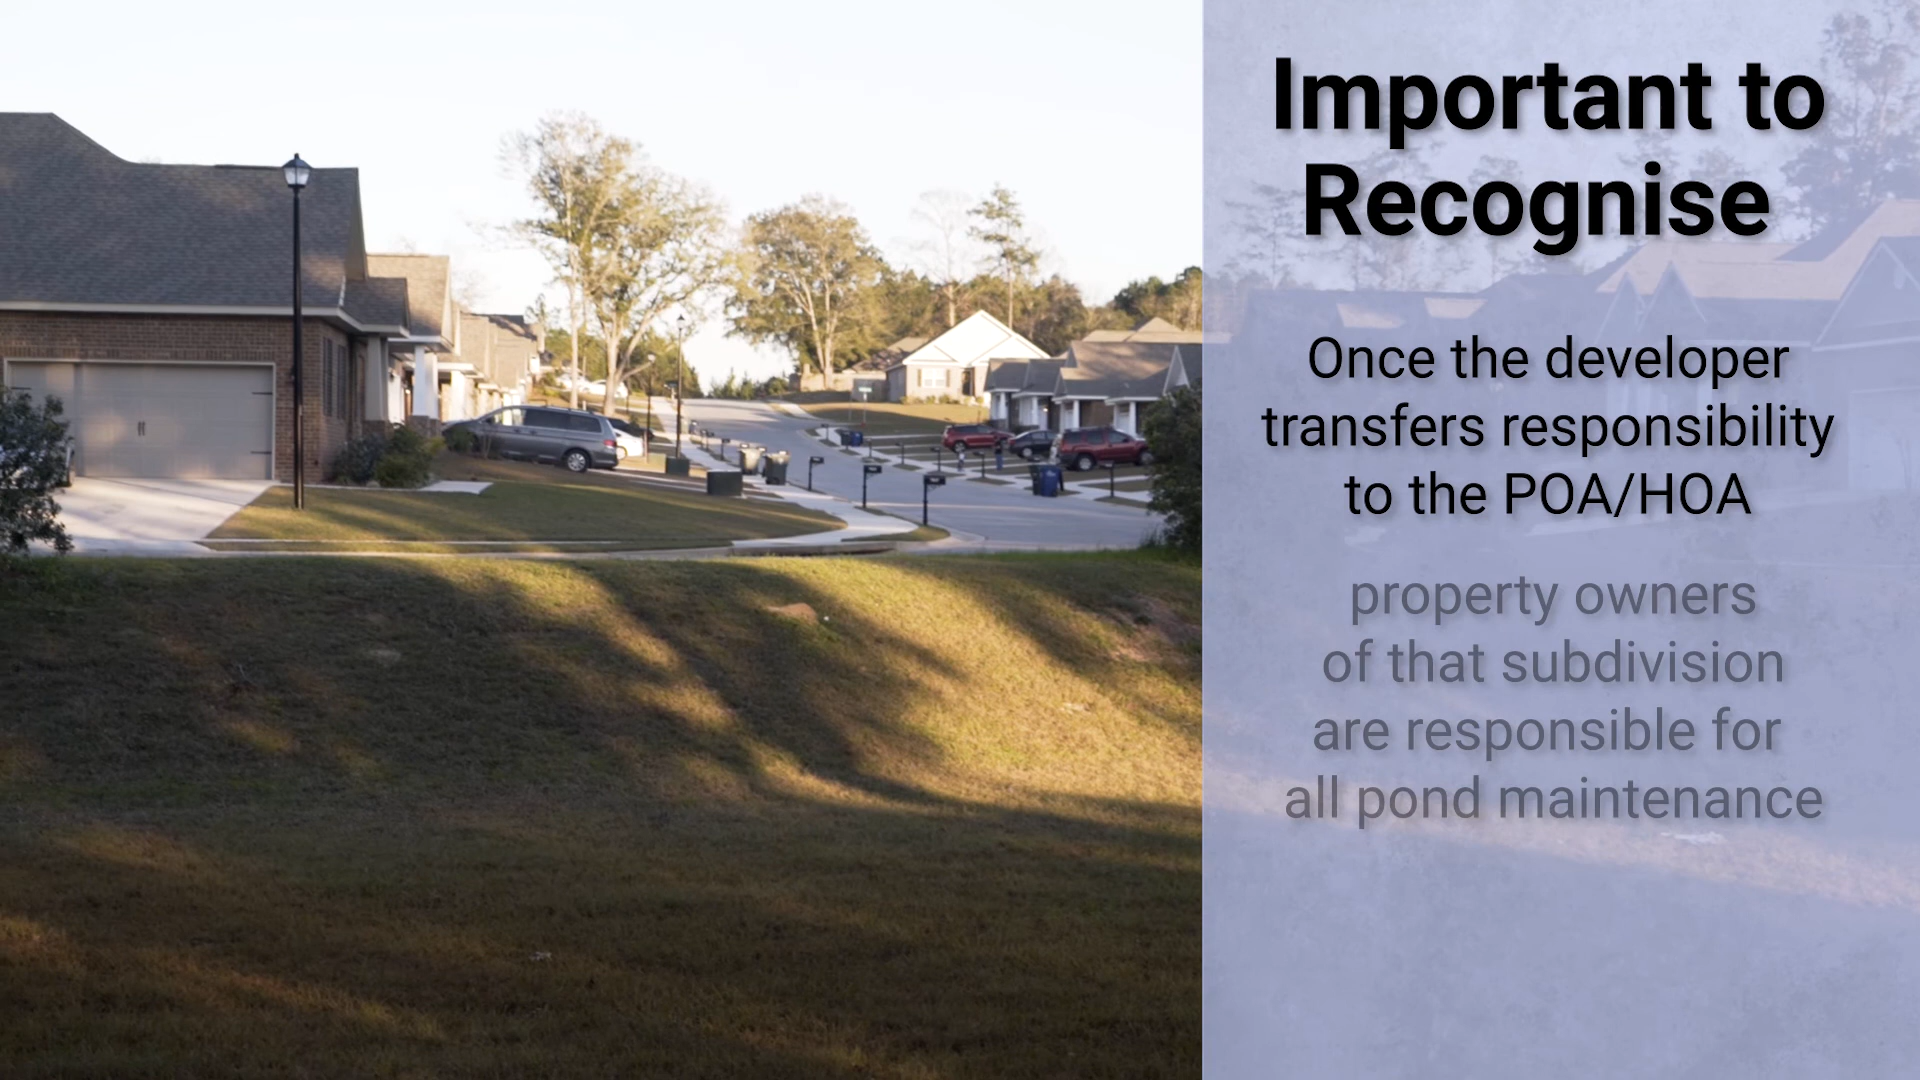 Important to
Recognise
Once the developer
transfers responsibility
to the POA/HOA
property owners
of that subdivision
are responsible for
all pond maintenance